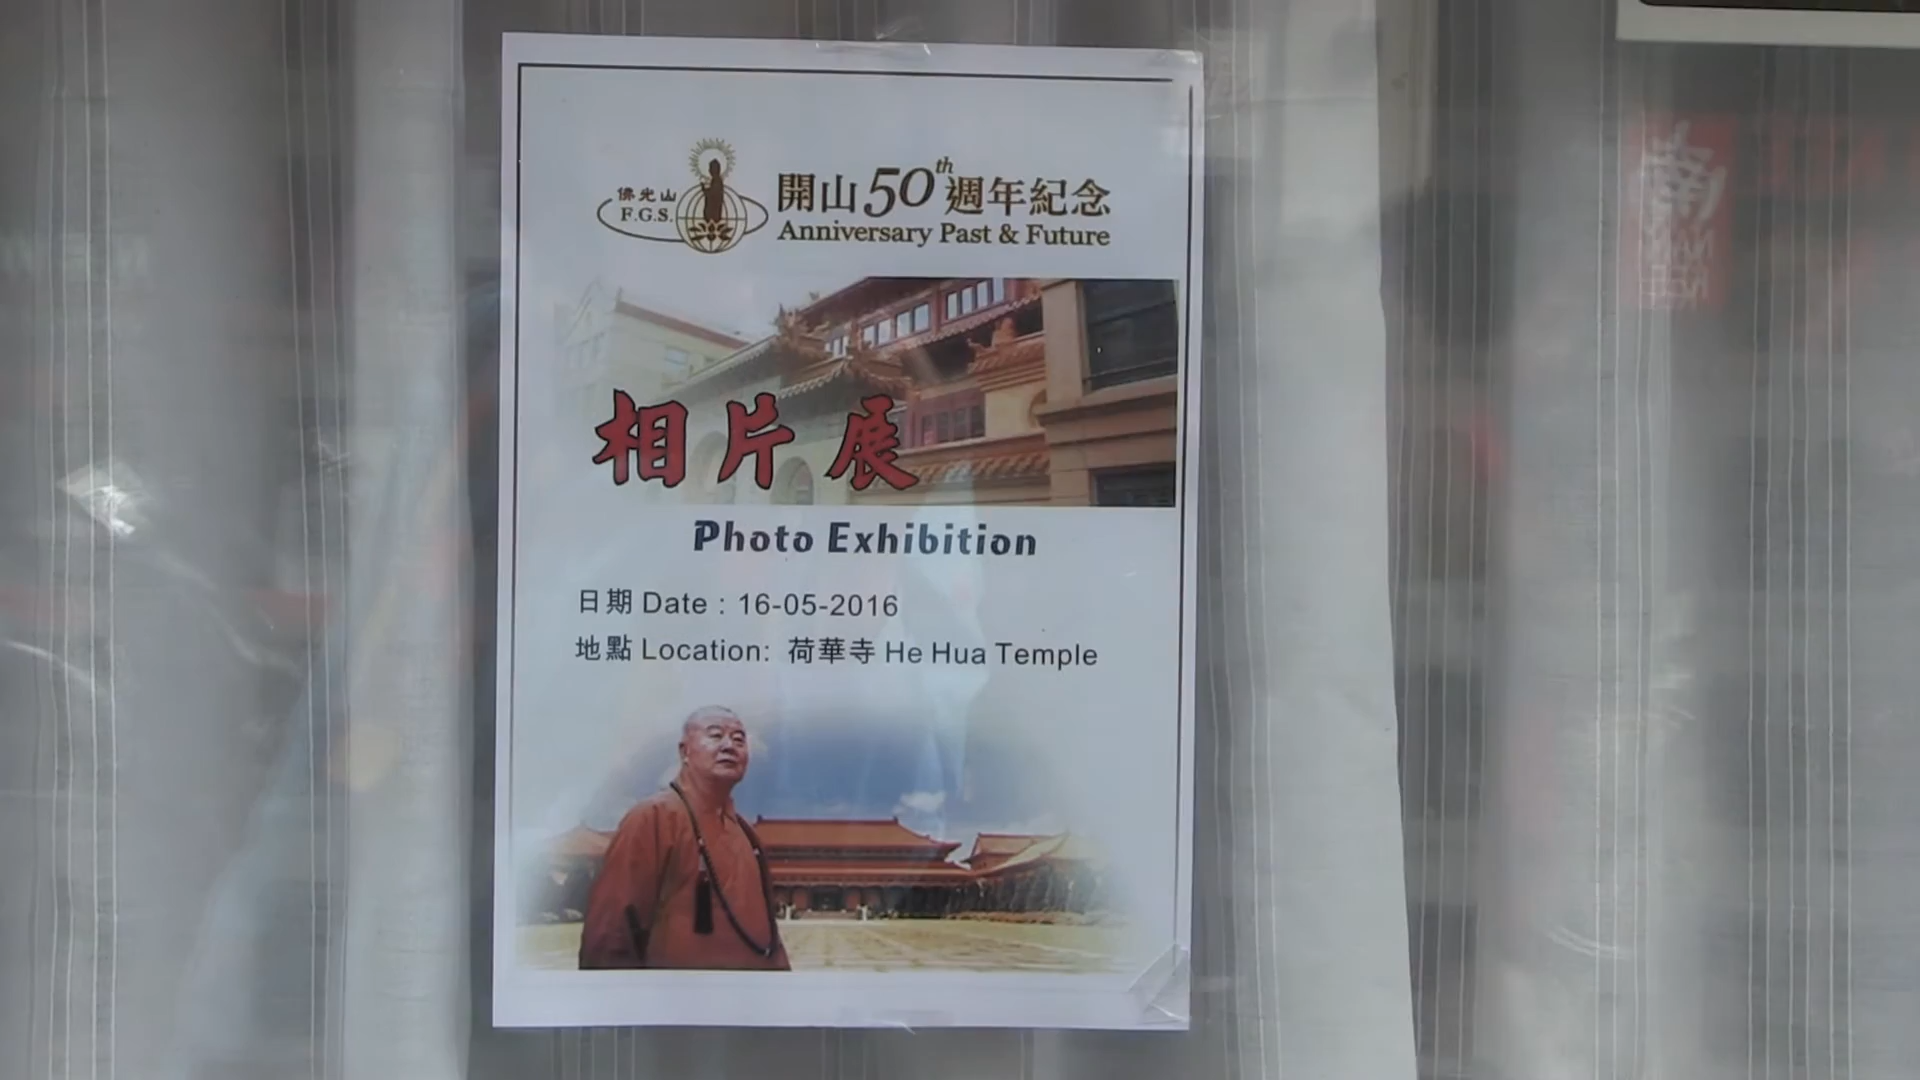 佛光山
F.G.S.
開山50th週年紀念
Anniversary Past & Future
相片展
Photo Exhibition
日期 Date : 16-05-2016
地點 Location: 荷華寺 He Hua Temple